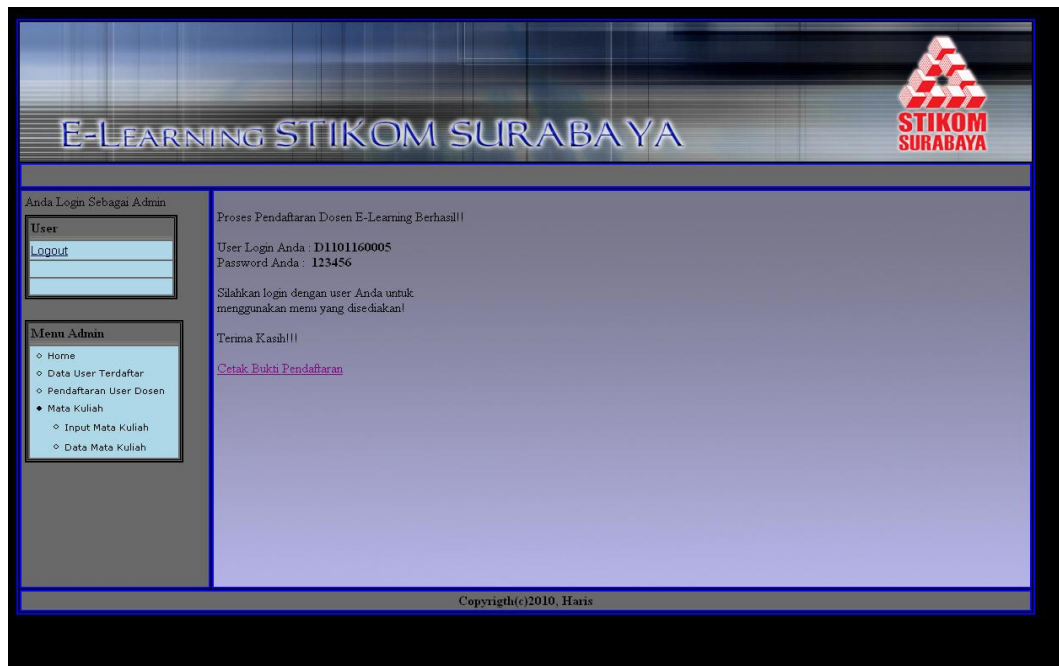 E-LEARNING STIKOM SURABAYA
STIKOM
SURABAYA
Anda Login Sebagai Admin
User
Logout
Menu Admin
Home
Data User Terdaftar
Pendaftaran User Dosen
Mata Kuliah
Input Mata Kuliah
Data Mata Kuliah
Proses Pendaftaran Dosen E-Learning Berhasil!!
User Login Anda : D1101160005
Password Anda : 123456
Silahkan login dengan user Anda untuk
menggunakan menu yang disediakan!
Terima Kasih!!!
Cetak Bukti Pendaftaran
Copyrigth(c)2010, Haris